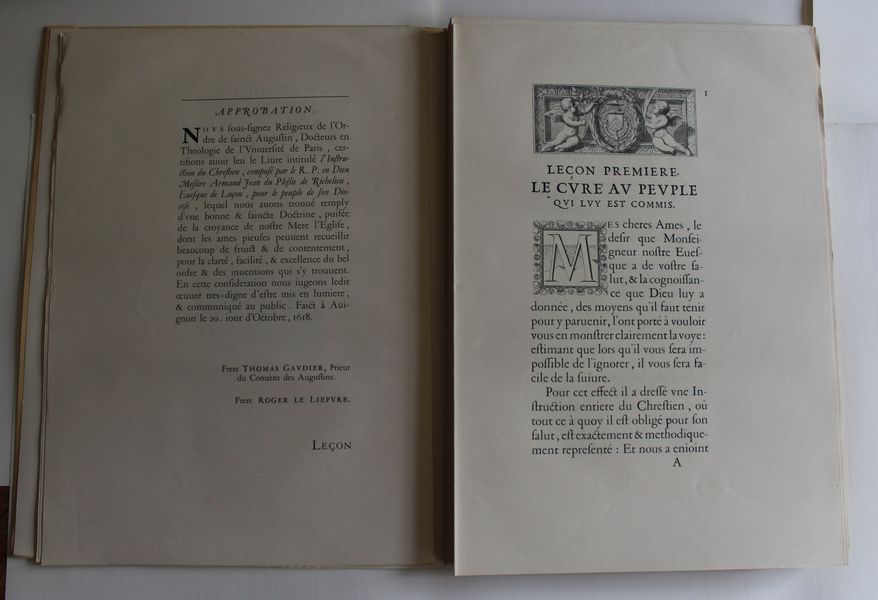 APPROBATION.
NOVS ſous-ſignez Religieux de l'Or-
dre de ſainct Auguſtin, Docteurs en
Theologie de l'Vniuerſité de Paris, cer-
tifions auoir leu le Liure intitulé l'Inſtru-
ction du Chreſtien, compoſé par le R. P. en Dieu
Meſſire Armand Jean du Pleſſis de Richelieu,
Eueſque de Luçon, pour le peuple de ſon Dio-
ceſe, lequel nous auons trouué remply
d'vne bonne & ſaincte Doctrine, puiſée
de la croyance de noſtre Mere l'Egliſe,
dont les ames pieuſes peuuent recueillir
beaucoup de fruict & de contentement,
pour la clarté, facilité, & excellence du bel
ordre & des inuentions qui s'y trouuent.
En cette conſideration nous iugeons ledit
œuure tres-digne d'eſtre mis en lumiere,
& communiqué au public. Faict à Aui-
gnon le 20. iour d'Octobre, 1618.
Frere THOMAS GAVDIER, Prieur
du Conuent des Auguſtins.
Frere ROGER LE LIEPVRE.
LEÇON
1
LEÇON PREMIERE.
LE CVRE AV PEVPLE
QVI LVY EST COMMIS.
MES cheres Ames, le
deſir que Monſei-
gneur noſtre Eueſ-
que a de voſtre ſa-
lut, & la cognoiſſan-
ce que Dieu luy a
donnée, des moyens qu'il faut tenir
pour y paruenir, l'ont porté à vouloir
vous en monſtrer clairement la voye:
eſtimant que lors qu'il vous ſera im-
poſſible de l'ignorer, il vous ſera fa-
cile de la ſuiure.
Pour cet effect il a dreſſé vne In-
ſtruction entiere du Chreſtien, où
tout ce à quoy il eſt obligé pour ſon
ſalut, eſt exactement & methodique-
ment repreſenté : Et nous a enioint
A